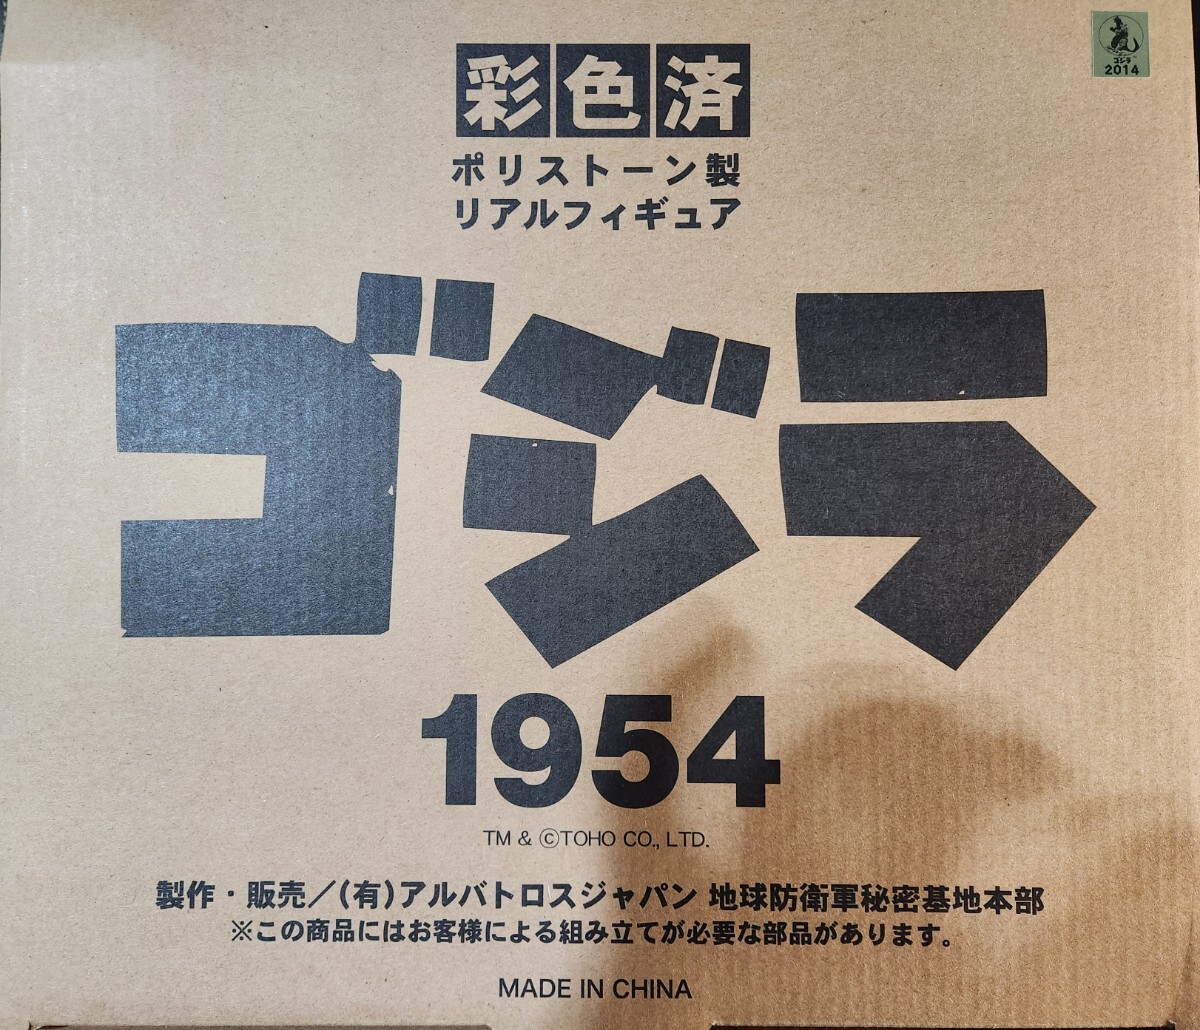 彩色済
ポリストーン製
リアルフィギュア
ゴジラ
1954
TM & ©TOHO CO., LTD.
製作・販売／(有)アルバトロスジャパン 地球防衛軍秘密基地本部
※この商品にはお客様による組み立てが必要な部品があります。
MADE IN CHINA
ゴジラ
2014